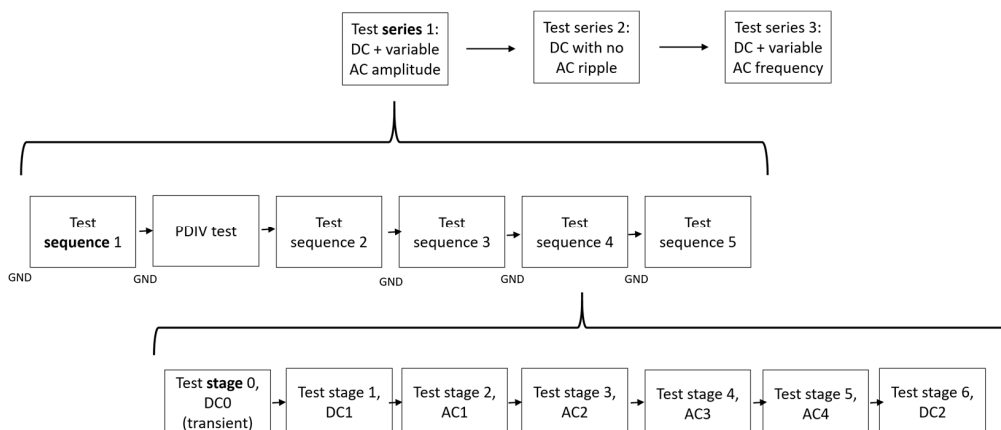 Test series 1:
DC + variable
AC amplitude
Test series 2:
DC with no
AC ripple
Test series 3:
DC + variable
AC frequency
Test
sequence 1
PDIV test
Test
sequence 2
Test
sequence 3
Test
sequence 4
Test
sequence 5
GND
GND
GND
GND
GND
Test stage 0,
DC0
(transient)
Test stage 1,
DC1
Test stage 2,
AC1
Test stage 3,
AC2
Test stage 4,
AC3
Test stage 5,
AC4
Test stage 6,
DC2